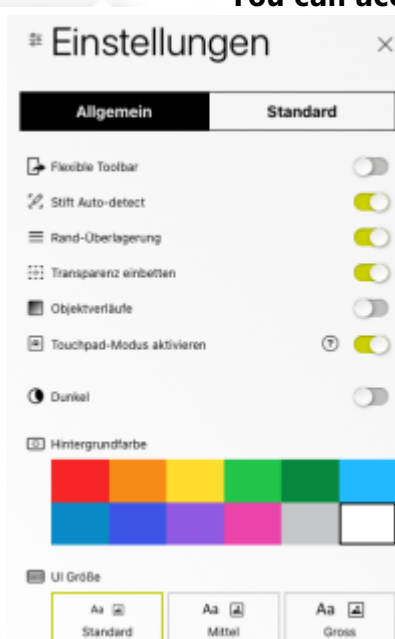 You can acc
Einstellungen
Allgemein Standard
Flexible Toolbar
Stift Auto-detect
Rand-Überlagerung
Transparenz einbetten
Objektverläufe
Touchpad-Modus aktivieren ?
Dunkel
Hintergrundfarbe
UI Größe
Aa Aa Aa
Standard Mittel Gross